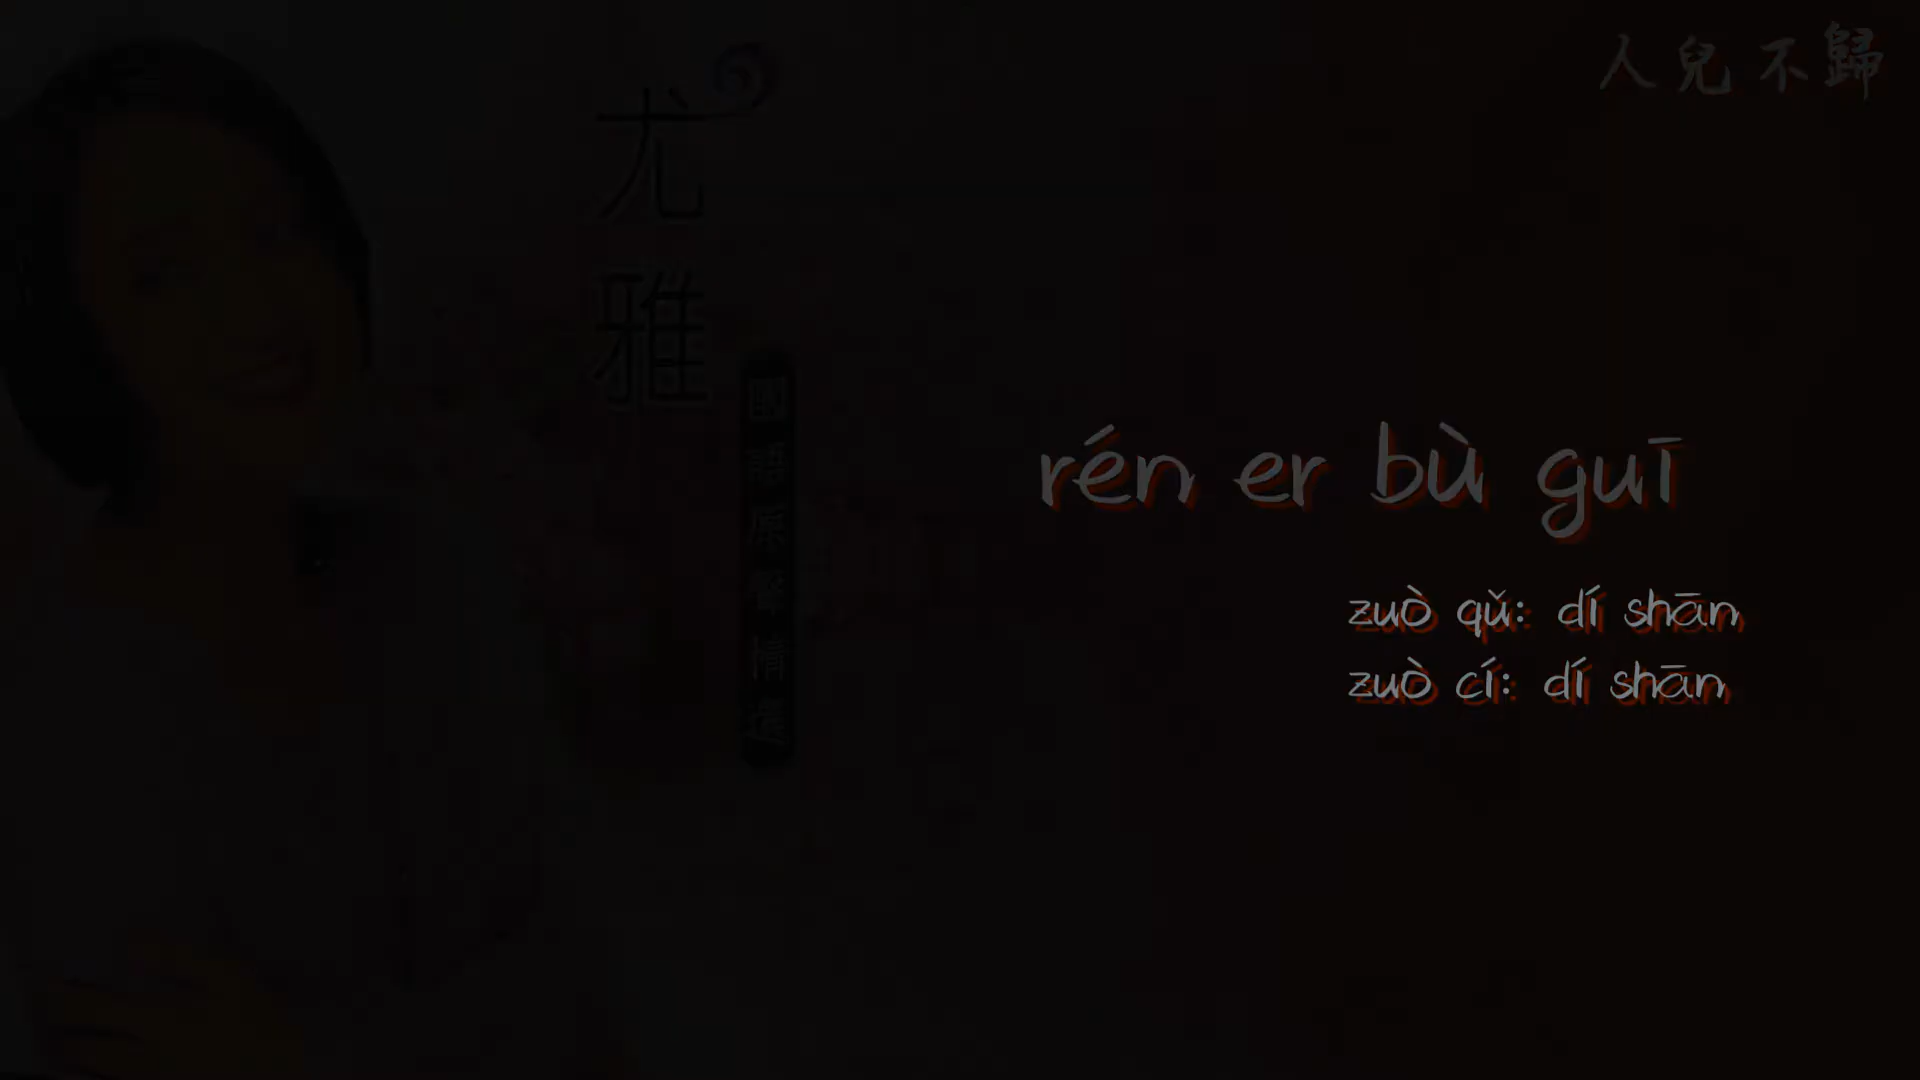 人兒不歸
尤雅
rén er bù guī
zuò qǔ: dí shān
zuò cí: dí shān